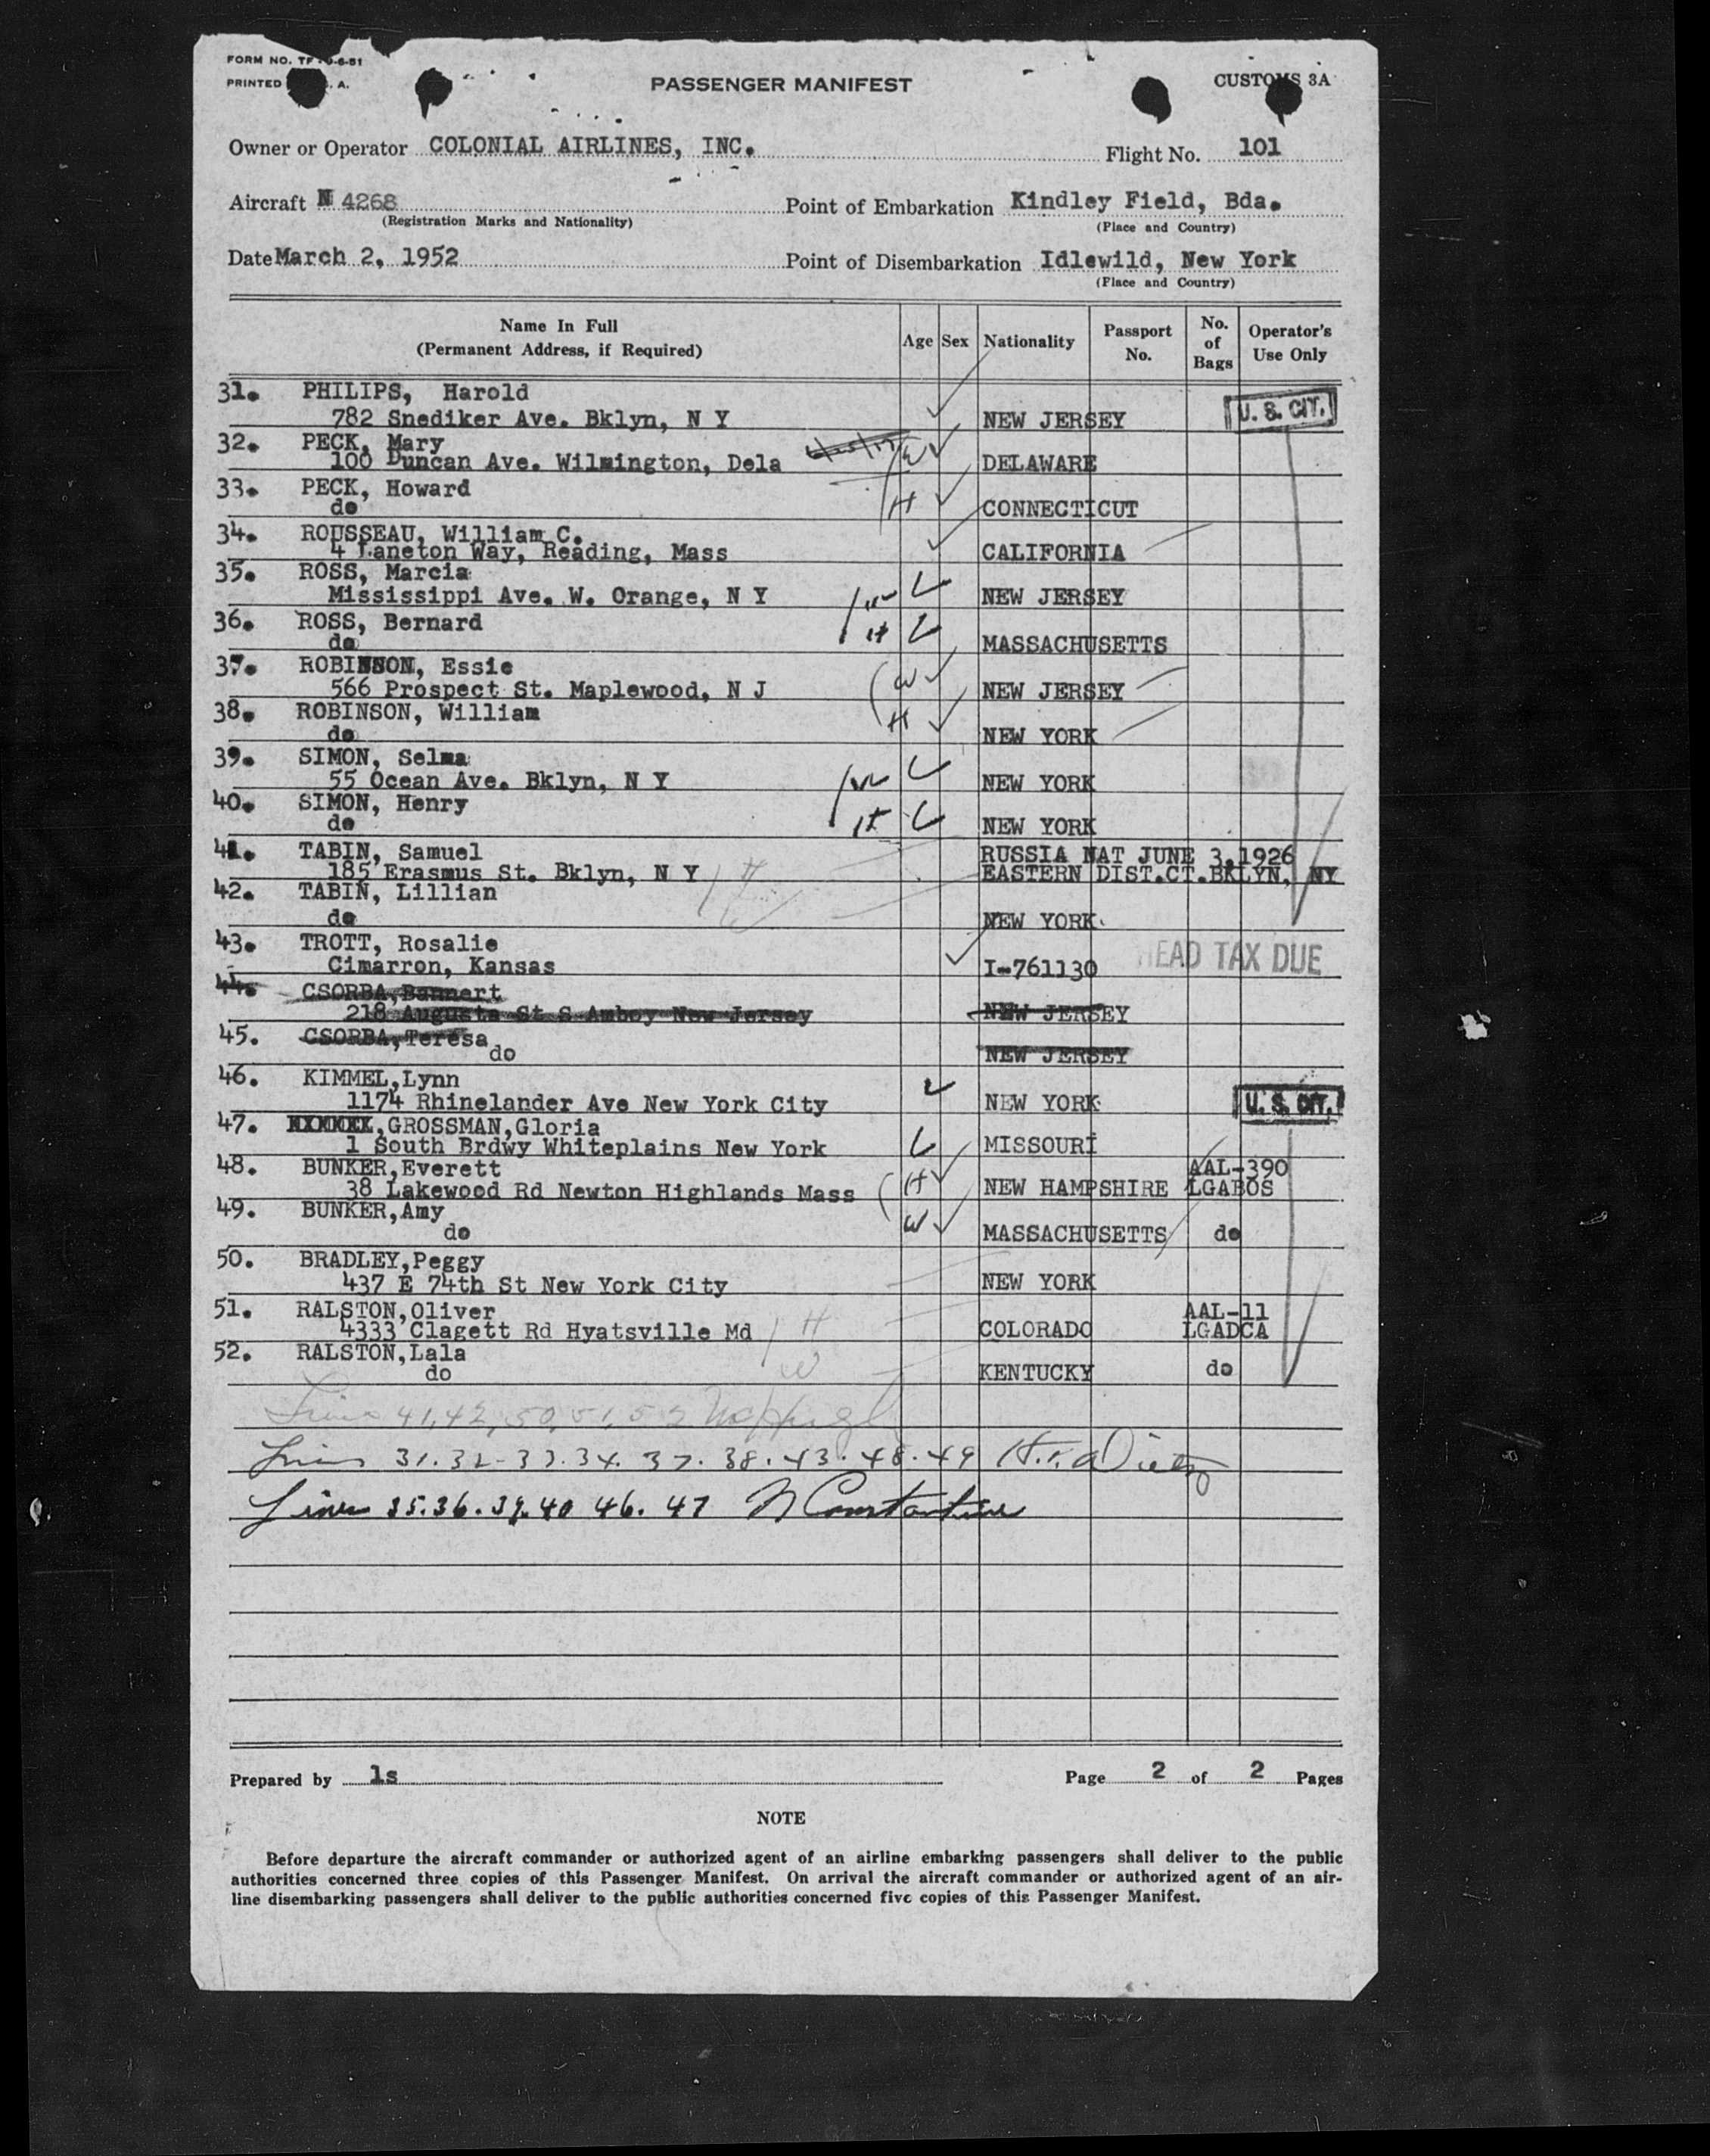 FORM NO. TF 9-6-51
PRINTED . A.
PASSENGER MANIFEST
CUSTOMS 3A
Owner or Operator COLONIAL AIRLINES, INC.
Flight No. 101
Aircraft N 4268
(Registration Marks and Nationality)
Point of Embarkation Kindley Field, Bda.
(Place and Country)
Date March 2, 1952
Point of Disembarkation Idlewild, New York
(Place and Country)
Name In Full
(Permanent Address, if Required)
Age
Sex
Nationality
Passport No.
No. of Bags
Operator's Use Only
31. PHILIPS, Harold
782 Snediker Ave. Bklyn, N Y NEW JERSEY U. S. CIT.
32. PECK, Mary
100 Duncan Ave. Wilmington, Dela W DELAWARE
33. PECK, Howard
do H CONNECTICUT
34. ROUSSEAU, William C.
4 Laneton Way, Reading, Mass CALIFORNIA
35. ROSS, Marcia
Mississippi Ave. W. Orange, N Y W NEW JERSEY
36. ROSS, Bernard
do H MASSACHUSETTS
37. ROBINSON, Essie
566 Prospect St. Maplewood, N J W NEW JERSEY
38. ROBINSON, William
do H NEW YORK
39. SIMON, Selma
55 Ocean Ave. Bklyn, N Y W NEW YORK
40. SIMON, Henry
do H NEW YORK
41. TABIN, Samuel RUSSIA NAT JUNE 3,1926
185 Erasmus St. Bklyn, N Y H EASTERN DIST.CT.BKLYN, NY
42. TABIN, Lillian W
do NEW YORK
43. TROTT, Rosalie
Cimarron, Kansas I-761130 HEAD TAX DUE
44. CSORBA,Bannert
218 Augusta St S Amboy New Jersey NEW JERSEY
45. CSORBA,Teresa
do NEW JERSEY
46. KIMMEL,Lynn
1174 Rhinelander Ave New York City NEW YORK U. S. CIT.
47. GROSSMAN,Gloria
1 South Brdwy Whiteplains New York MISSOURI
48. BUNKER,Everett AAL-390
38 Lakewood Rd Newton Highlands Mass H NEW HAMPSHIRE LGABOS
49. BUNKER,Amy
do W MASSACHUSETTS do
50. BRADLEY,Peggy
437 E 74th St New York City NEW YORK
51. RALSTON,Oliver AAL-11
4333 Clagett Rd Hyatsville Md H COLORADO LGADCA
52. RALSTON,Lala
do W KENTUCKY do
Lines 41,42,50,51,52
Lines 31.32-33.34. 37. 38.43.48.49
Lines 35.36.39.40 46.47 N Constantine
Prepared by ls
Page 2 of 2 Pages
NOTE
Before departure the aircraft commander or authorized agent of an airline embarking passengers shall deliver to the public
authorities concerned three copies of this Passenger Manifest. On arrival the aircraft commander or authorized agent of an air-
line disembarking passengers shall deliver to the public authorities concerned five copies of this Passenger Manifest.